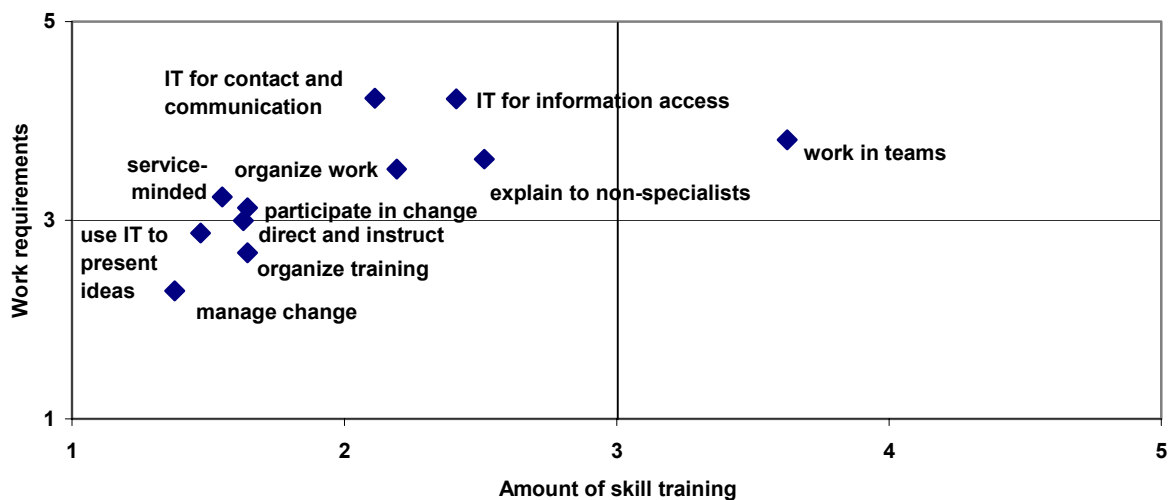 5
IT for contact and
communication
IT for information access
work in teams
service-
minded
organize work
explain to non-specialists
participate in change
3
direct and instruct
use IT to
present
ideas
organize training
manage change
1
Work requirements
1 2 3 4 5
Amount of skill training